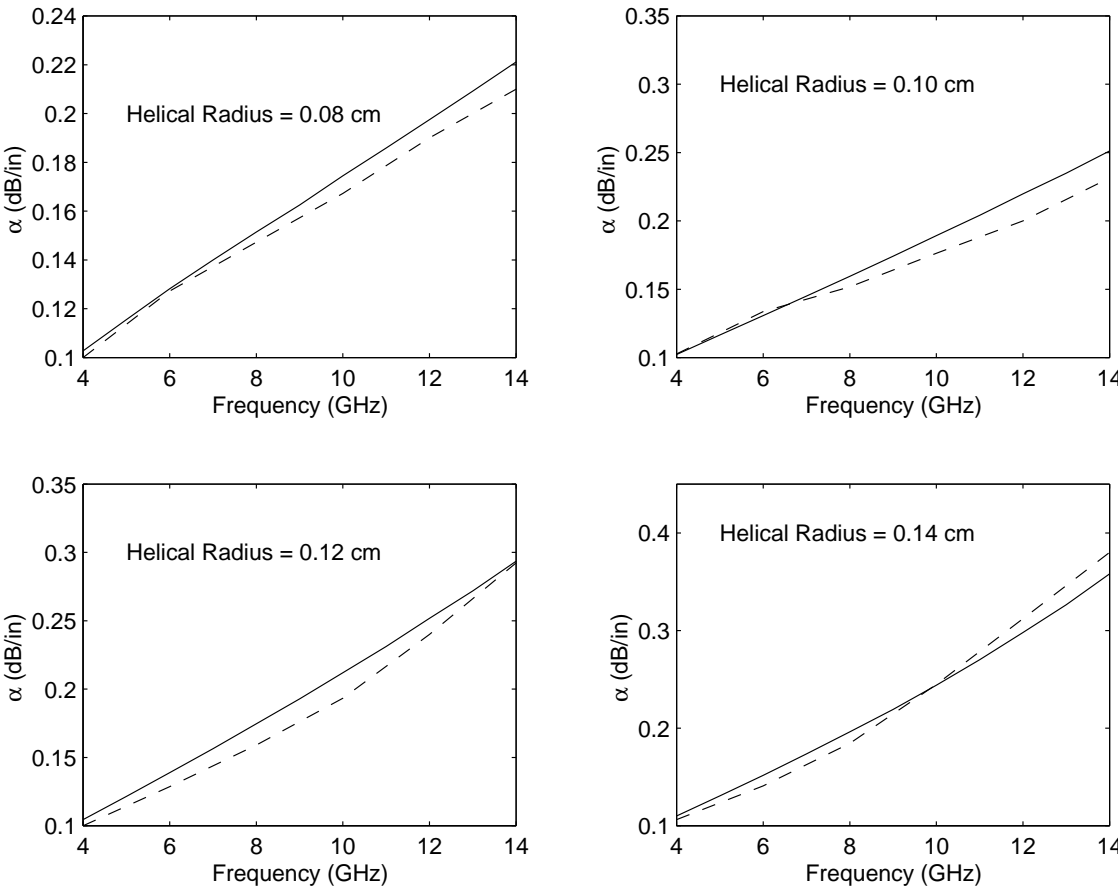 0.24
0.22
0.2
0.18
0.16
0.14
0.12
0.1
α (dB/in)
Helical Radius = 0.08 cm
4 6 8 10 12 14
Frequency (GHz)
0.35
0.3
0.25
0.2
0.15
0.1
α (dB/in)
Helical Radius = 0.10 cm
4 6 8 10 12 14
Frequency (GHz)
0.35
0.3
0.25
0.2
0.15
0.1
α (dB/in)
Helical Radius = 0.12 cm
4 6 8 10 12 14
Frequency (GHz)
0.4
0.3
0.2
0.1
α (dB/in)
Helical Radius = 0.14 cm
4 6 8 10 12 14
Frequency (GHz)